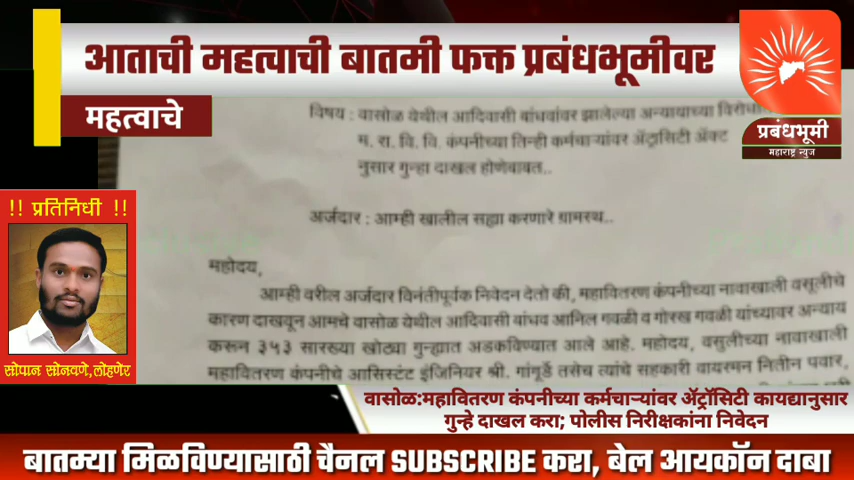 आताची महत्वाची बातमी फक्त प्रबंधभूमीवर
महत्वाचे
प्रबंधभूमी
महाराष्ट्र न्युज
विषय : वासोळ येथील आदिवासी बांधवांवर झालेल्या अन्यायाच्या
म. रा. वि. वि. कंपनीच्या तिन्ही कर्मचाऱ्यांवर ॲट्रासिटी ॲक्ट
नुसार गुन्हा दाखल होणेबाबत..
अर्जदार : आम्ही खालील सह्या करणारे ग्रामस्थ..
महोदय,
आम्ही वरील अर्जदार विनंतीपूर्वक निवेदन देतो की, महावितरण कंपनीच्या नावाखाली वसूलीचे
कारण दाखवून आमचे वासोळ येथील आदिवासी बांधव आनिल गवळी व गोरख गवळी यांच्यावर अन्याय
करून ३५३ सारख्या खोट्या गुन्ह्यात अडकविण्यात आले आहे. महोदय, वसुलीच्या नावाखाली
महावितरण कंपनीचे आसिस्टंट इंजिनियर श्री. गांगूर्डे तसेच त्यांचे सहकारी वायरमन नितीन पवार,
!! प्रतिनिधी !!
सोपान सोनवणे,लोहणेर
वासोळ:महावितरण कंपनीच्या कर्मचाऱ्यांवर ॲट्रॉसिटी कायद्यानुसार
गुन्हे दाखल करा; पोलीस निरीक्षकांना निवेदन
बातम्या मिळविण्यासाठी चैनल SUBSCRIBE करा, बेल आयकॉन दाबा